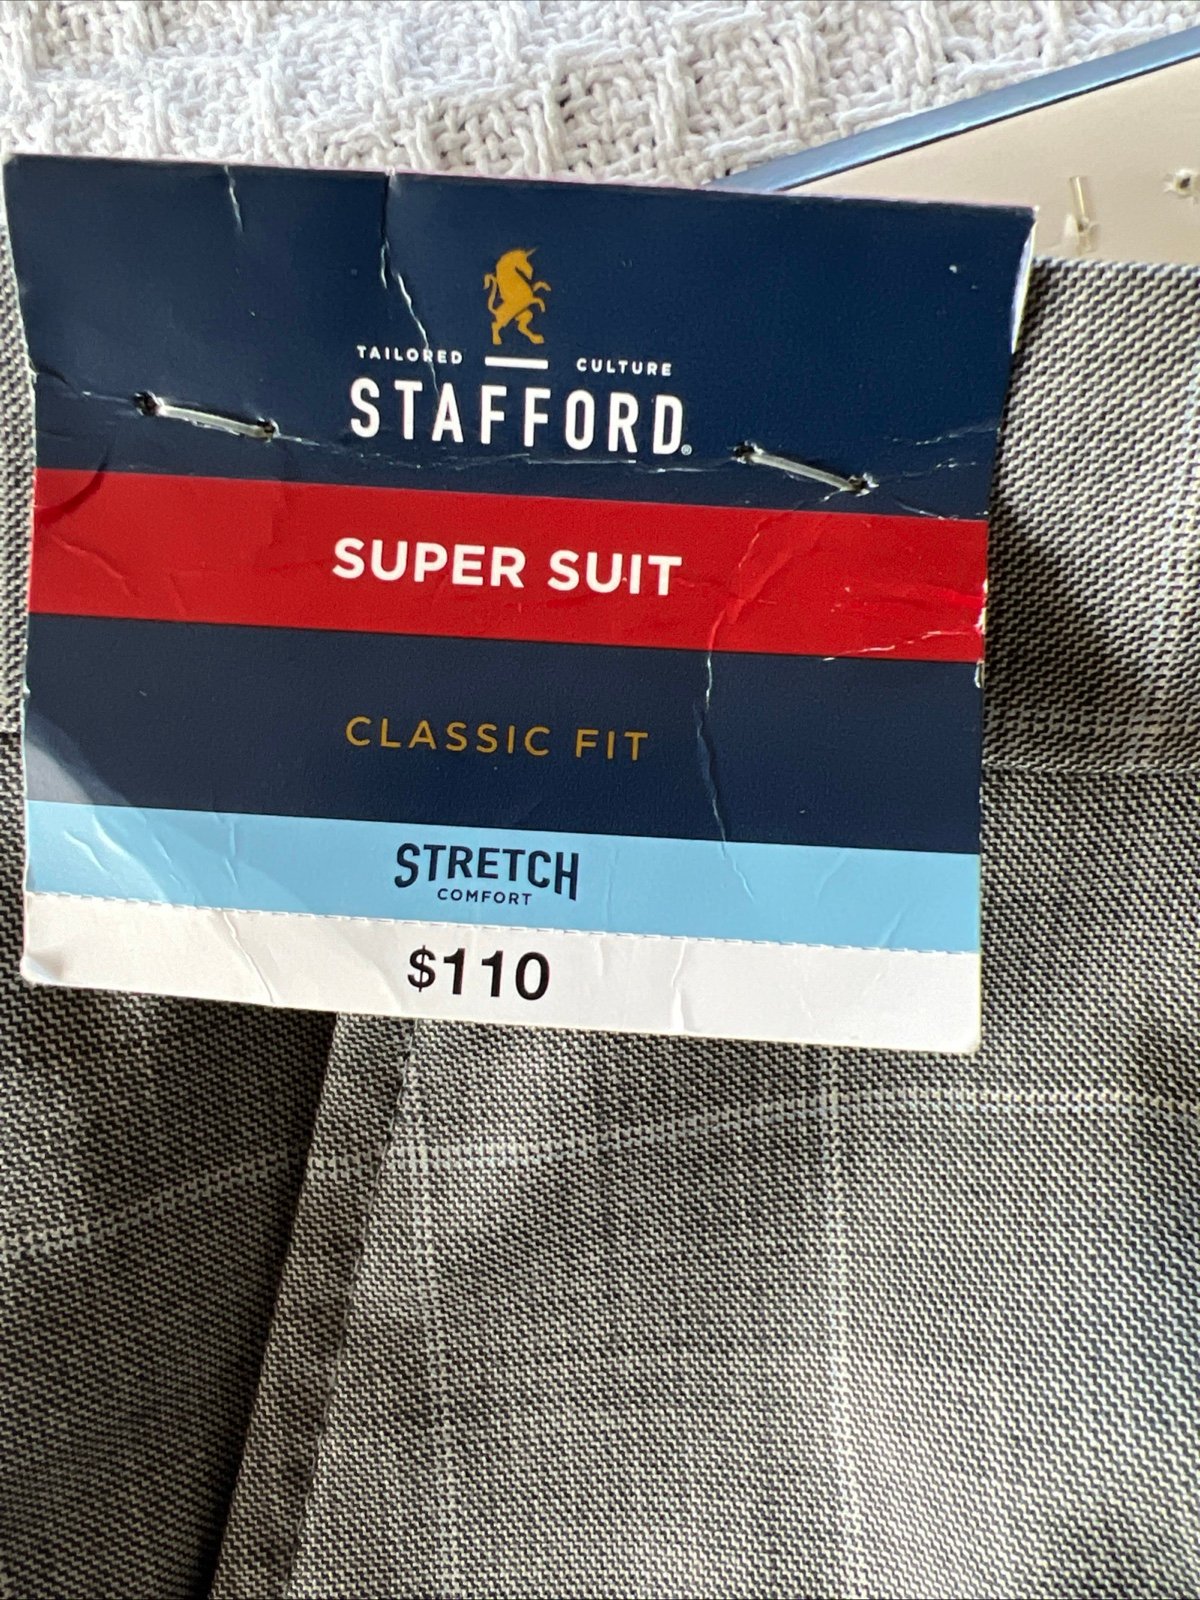 TAILORED CULTURE
STAFFORD®
SUPER SUIT
CLASSIC FIT
STRETCH
COMFORT
$110